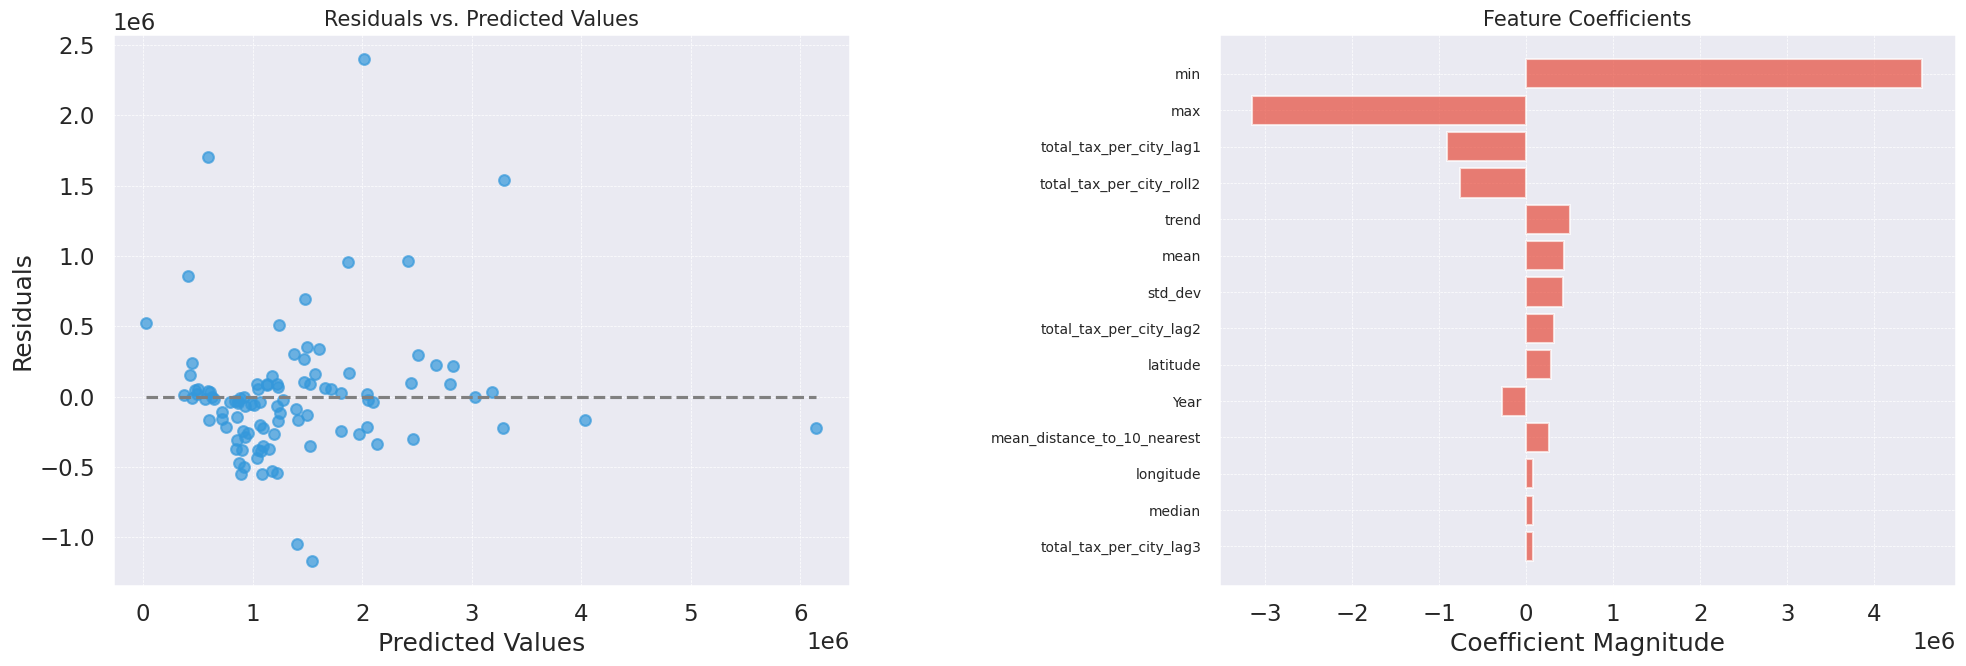 Residuals vs. Predicted Values
1e6
2.5
2.0
1.5
1.0
0.5
0.0
−0.5
−1.0
Residuals
0 1 2 3 4 5 6
1e6
Predicted Values
Feature Coefficients
min
max
total_tax_per_city_lag1
total_tax_per_city_roll2
trend
mean
std_dev
total_tax_per_city_lag2
latitude
Year
mean_distance_to_10_nearest
longitude
median
total_tax_per_city_lag3
−3 −2 −1 0 1 2 3 4
1e6
Coefficient Magnitude